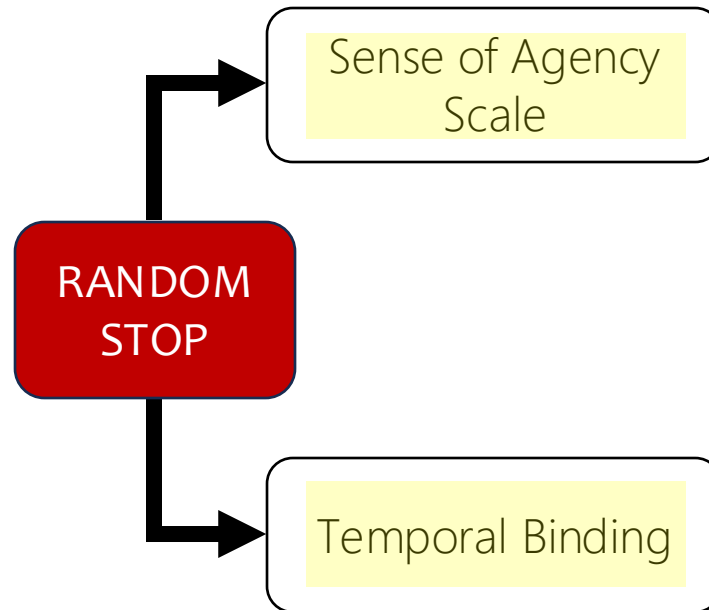 Sense of Agency
Scale
RANDOM
STOP
Temporal Binding